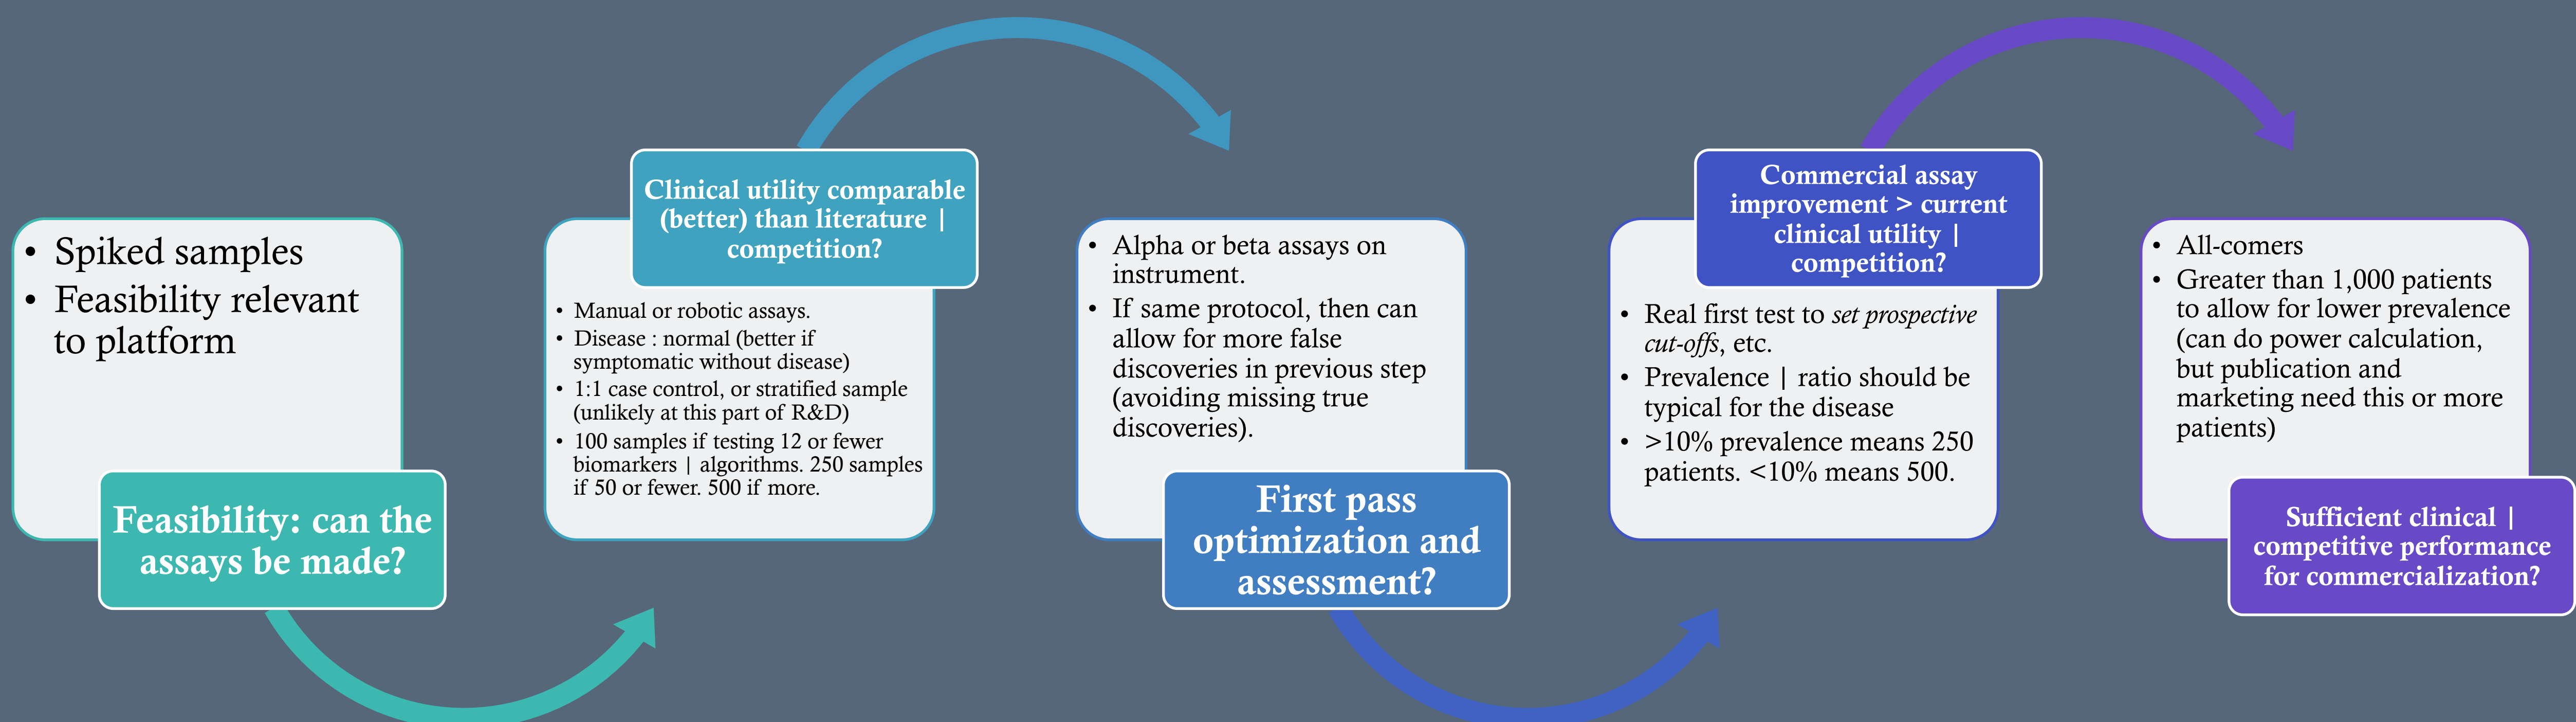 • Spiked samples
• Feasibility relevant
to platform
Feasibility: can the
assays be made?
Clinical utility comparable
(better) than literature |
competition?
• Manual or robotic assays.
• Disease : normal (better if
symptomatic without disease)
• 1:1 case control, or stratified sample
(unlikely at this part of R&D)
• 100 samples if testing 12 or fewer
biomarkers | algorithms. 250 samples
if 50 or fewer. 500 if more.
• Alpha or beta assays on
instrument.
• If same protocol, then can
allow for more false
discoveries in previous step
(avoiding missing true
discoveries).
First pass
optimization and
assessment?
Commercial assay
improvement > current
clinical utility |
competition?
• Real first test to set prospective
cut-offs, etc.
• Prevalence | ratio should be
typical for the disease
• >10% prevalence means 250
patients. <10% means 500.
• All-comers
• Greater than 1,000 patients
to allow for lower prevalence
(can do power calculation,
but publication and
marketing need this or more
patients)
Sufficient clinical |
competitive performance
for commercialization?